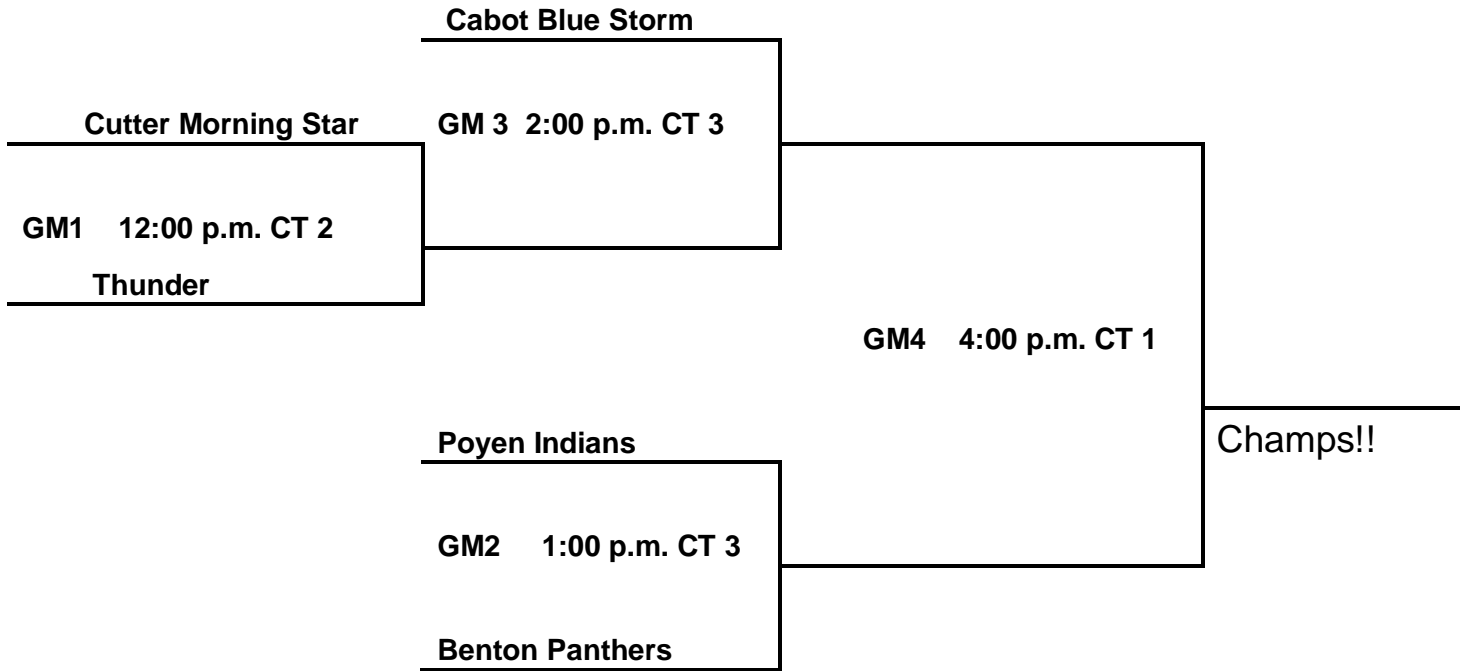 Cabot Blue Storm
Cutter Morning Star
GM 3 2:00 p.m. CT 3
GM1 12:00 p.m. CT 2
Thunder
GM4 4:00 p.m. CT 1
Poyen Indians
Champs!!
GM2 1:00 p.m. CT 3
Benton Panthers